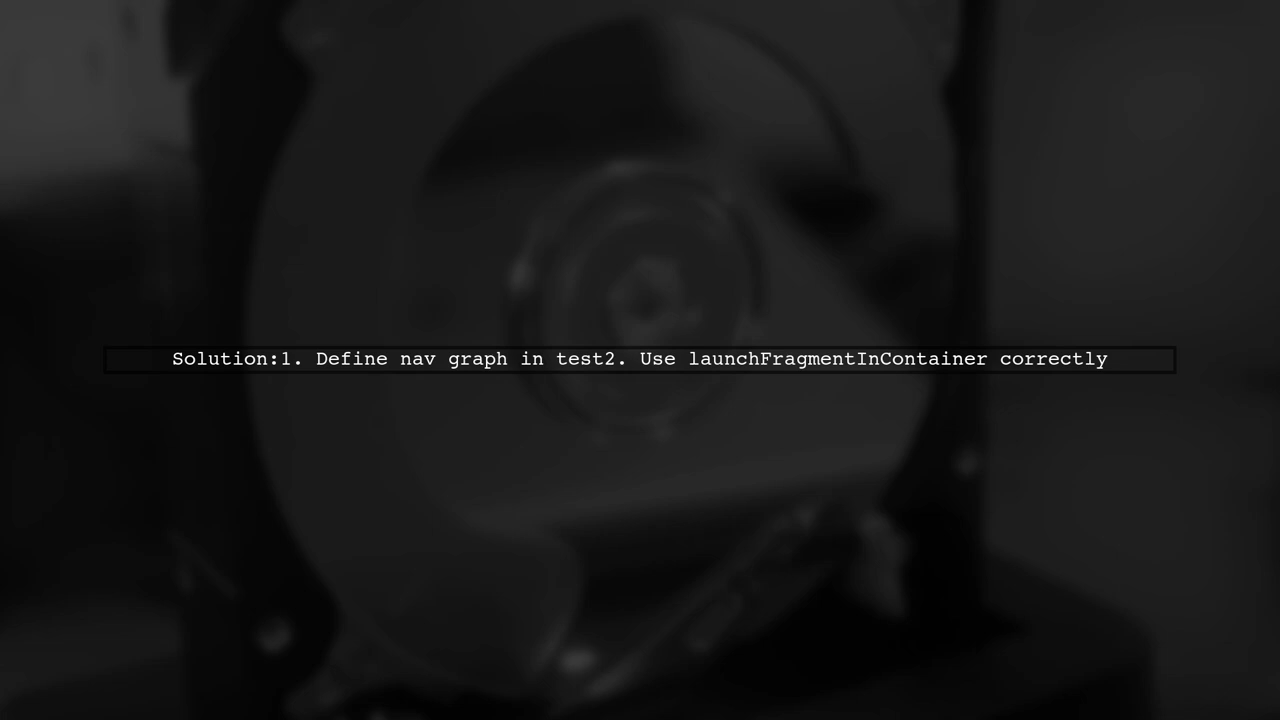 Solution:1. Define nav graph in test2. Use launchFragmentInContainer correctly